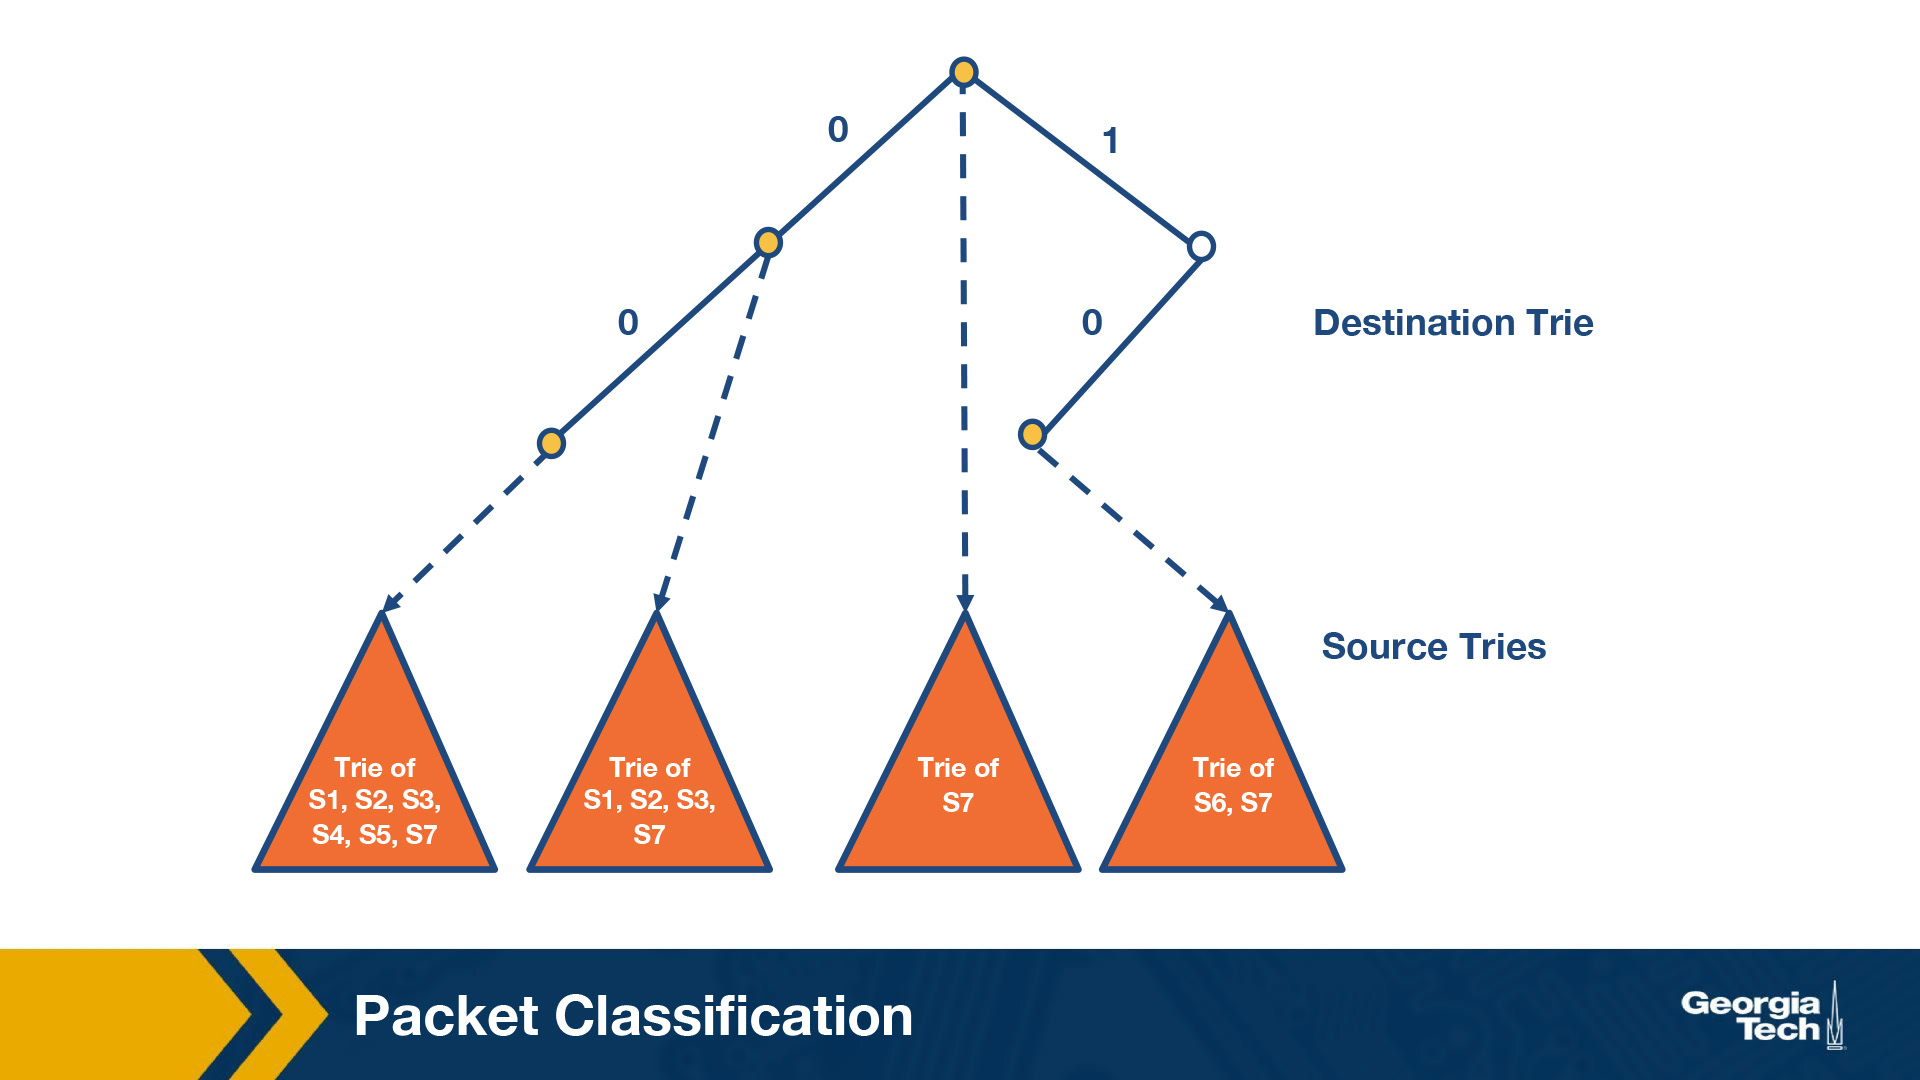 0
1
0
0
Destination Trie
Source Tries
Trie of
S1, S2, S3,
S4, S5, S7
Trie of
S1, S2, S3,
S7
Trie of
S7
Trie of
S6, S7
Packet Classification
Georgia
Tech